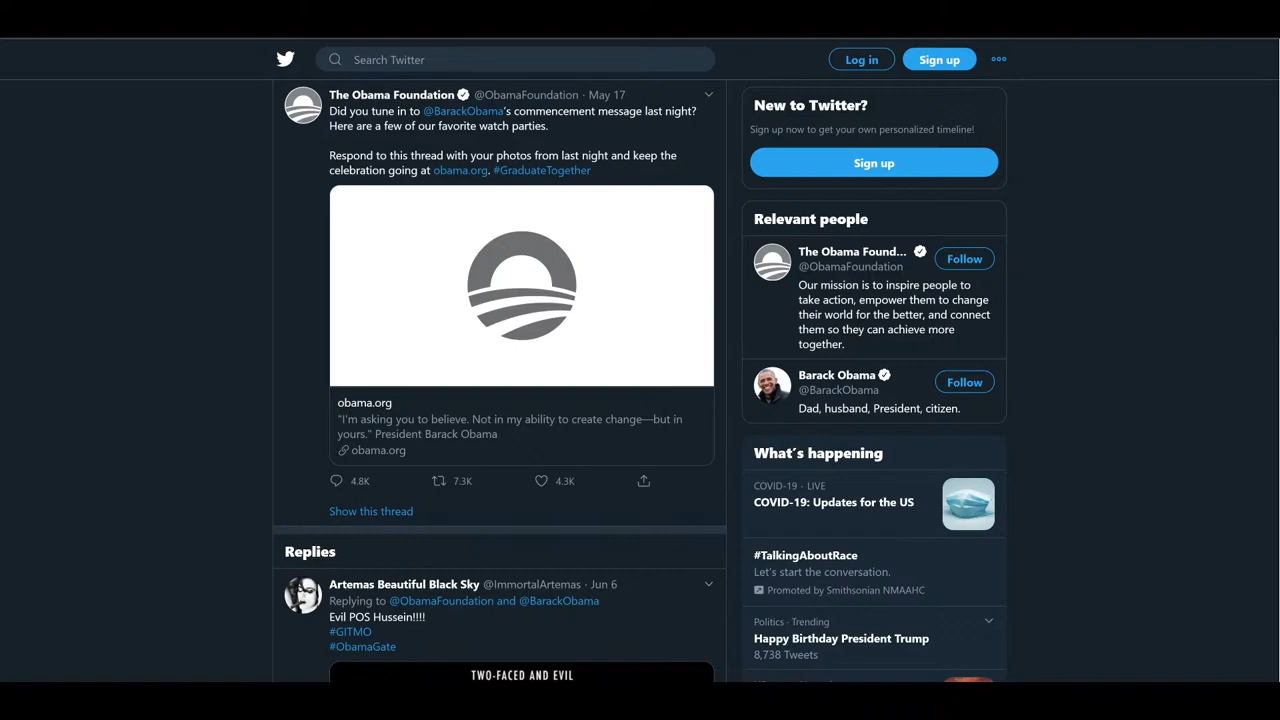 Search Twitter
Log in
Sign up
The Obama Foundation @ObamaFoundation · May 17
Did you tune in to @BarackObama's commencement message last night?
Here are a few of our favorite watch parties.
Respond to this thread with your photos from last night and keep the
celebration going at obama.org. #GraduateTogether
obama.org
"I'm asking you to believe. Not in my ability to create change—but in
yours." President Barack Obama
obama.org
4.8K
7.3K
4.3K
Show this thread
Replies
Artemas Beautiful Black Sky @ImmortalArtemas · Jun 6
Replying to @ObamaFoundation and @BarackObama
Evil POS Hussein!!!!
#GITMO
#ObamaGate
TWO-FACED AND EVIL
New to Twitter?
Sign up now to get your own personalized timeline!
Sign up
Relevant people
The Obama Found...
@ObamaFoundation
Follow
Our mission is to inspire people to
take action, empower them to change
their world for the better, and connect
them so they can achieve more
together.
Barack Obama
@BarackObama
Follow
Dad, husband, President, citizen.
What's happening
COVID-19 · LIVE
COVID-19: Updates for the US
#TalkingAboutRace
Let's start the conversation.
Promoted by Smithsonian NMAAHC
Politics · Trending
Happy Birthday President Trump
8,738 Tweets